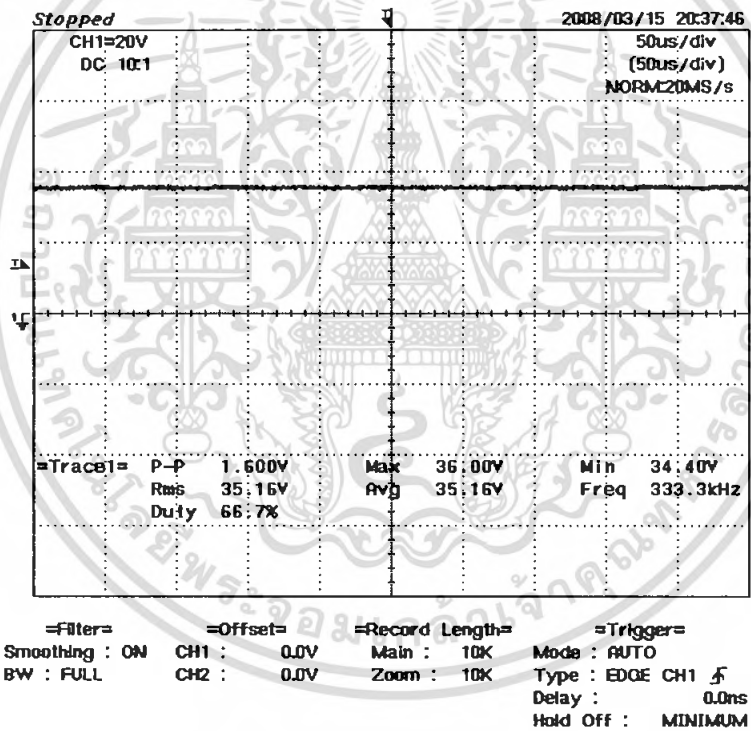 Stopped 2008/03/15 20:37:46
CH1=20V 50us/div
DC 10:1 (50us/div)
NORM:20MS/s
=Trace1= P-P 1.600V Max 36.00V Min 34.40V
Rms 35.16V Avg 35.16V Freq 333.3kHz
Duty 66.7%
=Filter= =Offset= =Record Length= =Trigger=
Smoothing : ON CH1 : 0.0V Main : 10K Mode : AUTO
BW : FULL CH2 : 0.0V Zoom : 10K Type : EDGE CH1
Delay : 0.0ns
Hold Off : MINIMUM